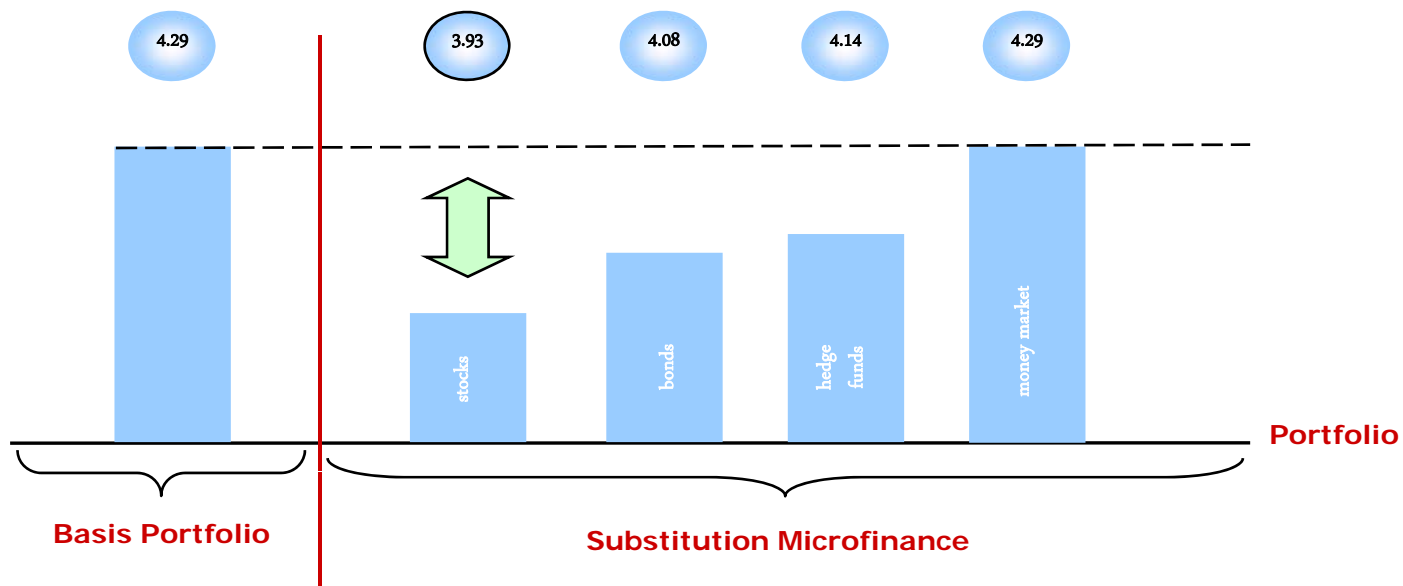 4.29
3.93
4.08
4.14
4.29
stocks
bonds
hedge
funds
money market
Portfolio
Basis Portfolio
Substitution Microfinance